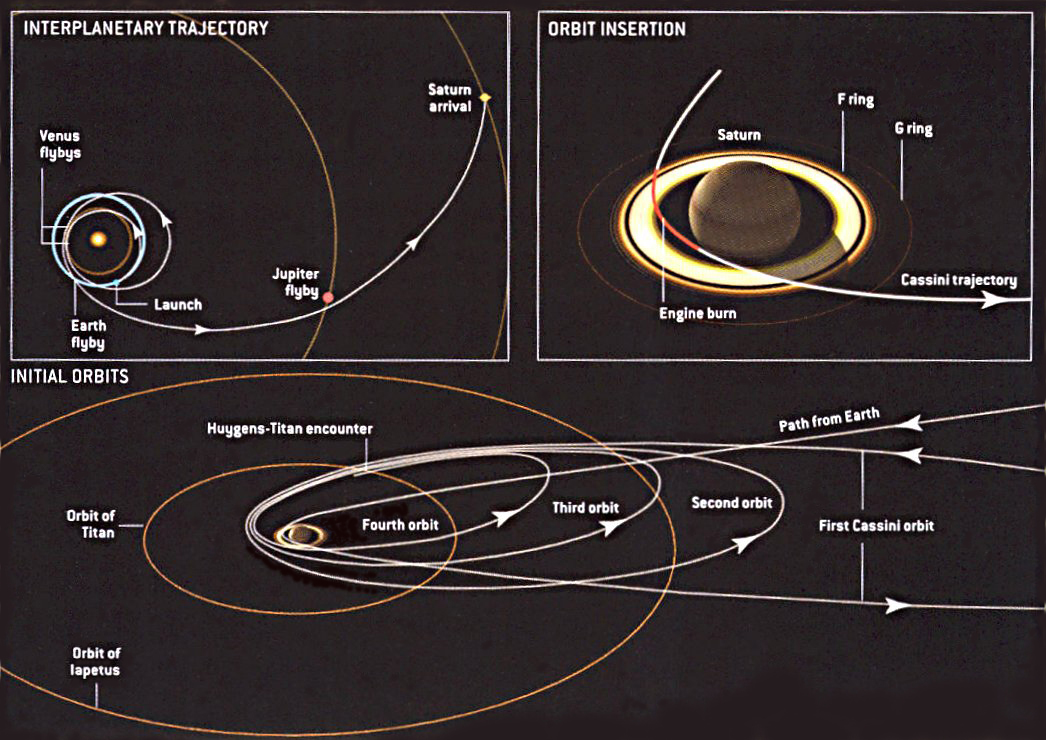 INTERPLANETARY TRAJECTORY
Saturn
arrival
Venus
flybys
Jupiter
flyby
Launch
Earth
flyby
ORBIT INSERTION
F ring
G ring
Saturn
Cassini trajectory
Engine burn
INITIAL ORBITS
Path from Earth
Huygens-Titan encounter
Orbit of
Titan
Fourth orbit
Third orbit
Second orbit
First Cassini orbit
Orbit of
Iapetus